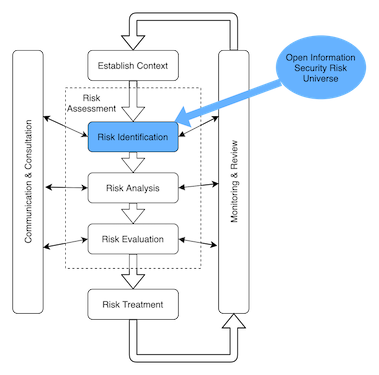 Establish Context
Open Information
Security Risk
Universe
Risk
Assessment
Risk Identification
Risk Analysis
Risk Evaluation
Risk Treatment
Communication & Consultation
Monitoring & Review